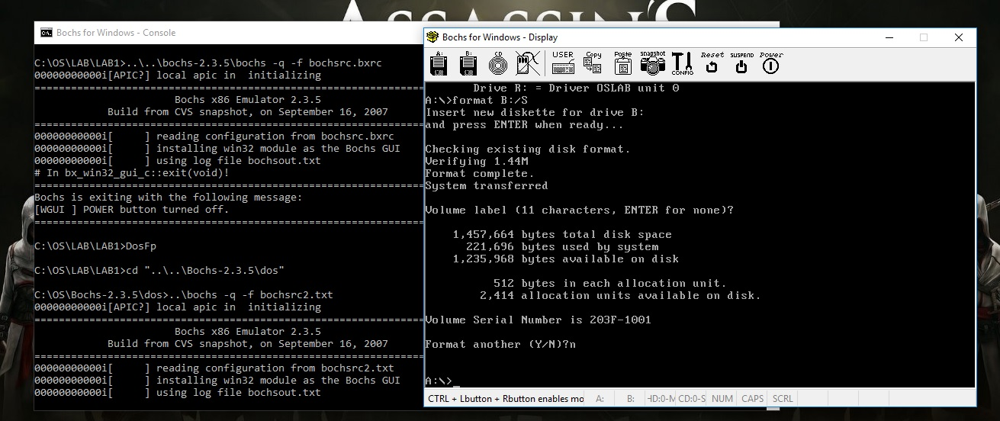 ASSASSIN'S
Bochs for Windows - Console
C:\OS\LAB\LAB1>..\..\bochs-2.3.5\bochs -q -f bochsrc.bxrc
00000000000i[APIC?] local apic in  initializing
========================================================================
Bochs x86 Emulator 2.3.5
Build from CVS snapshot, on September 16, 2007
========================================================================
00000000000i[     ] reading configuration from bochsrc.bxrc
00000000000i[     ] installing win32 module as the Bochs GUI
00000000000i[     ] using log file bochsout.txt
# In bx_win32_gui_c::exit(void)!
========================================================================
Bochs is exiting with the following message:
[WGUI ] POWER button turned off.
========================================================================
C:\OS\LAB\LAB1>DosFp
C:\OS\LAB\LAB1>cd "..\..\Bochs-2.3.5\dos"
C:\OS\Bochs-2.3.5\dos>..\bochs -q -f bochsrc2.txt
00000000000i[APIC?] local apic in  initializing
========================================================================
Bochs x86 Emulator 2.3.5
Build from CVS snapshot, on September 16, 2007
========================================================================
00000000000i[     ] reading configuration from bochsrc2.txt
00000000000i[     ] installing win32 module as the Bochs GUI
00000000000i[     ] using log file bochsout.txt
Bochs for Windows - Display
A: B: CD USER Copy Paste snapshot CONFIG Reset SUSPEND Power
Drive R: = Driver OSLAB unit 0
A:\>format B:/S
Insert new diskette for drive B:
and press ENTER when ready...
Checking existing disk format.
Verifying 1.44M
Format complete.
System transferred
Volume label (11 characters, ENTER for none)?
1,457,664 bytes total disk space
221,696 bytes used by system
1,235,968 bytes available on disk
512 bytes in each allocation unit.
2,414 allocation units available on disk.
Volume Serial Number is 203F-1001
Format another (Y/N)?n
A:\>_
CTRL + Lbutton + Rbutton enables mo A: B: HD:0-M CD:0-S NUM CAPS SCRL